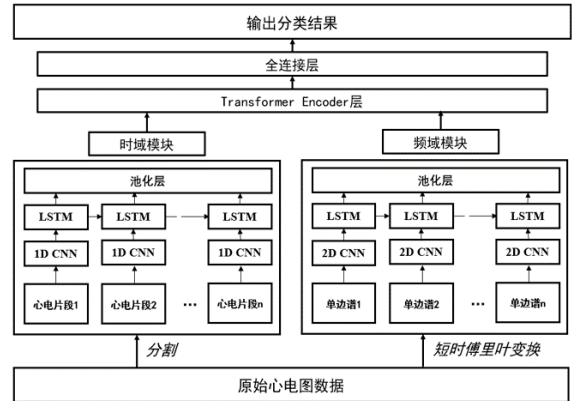 输出分类结果
全连接层
Transformer Encoder层
时域模块
频域模块
池化层
LSTM LSTM LSTM
1D CNN 1D CNN 1D CNN
心电片段1 心电片段2 ... 心电片段n
池化层
LSTM LSTM LSTM
2D CNN 2D CNN 2D CNN
单边谱1 单边谱2 ... 单边谱n
分割
短时傅里叶变换
原始心电图数据